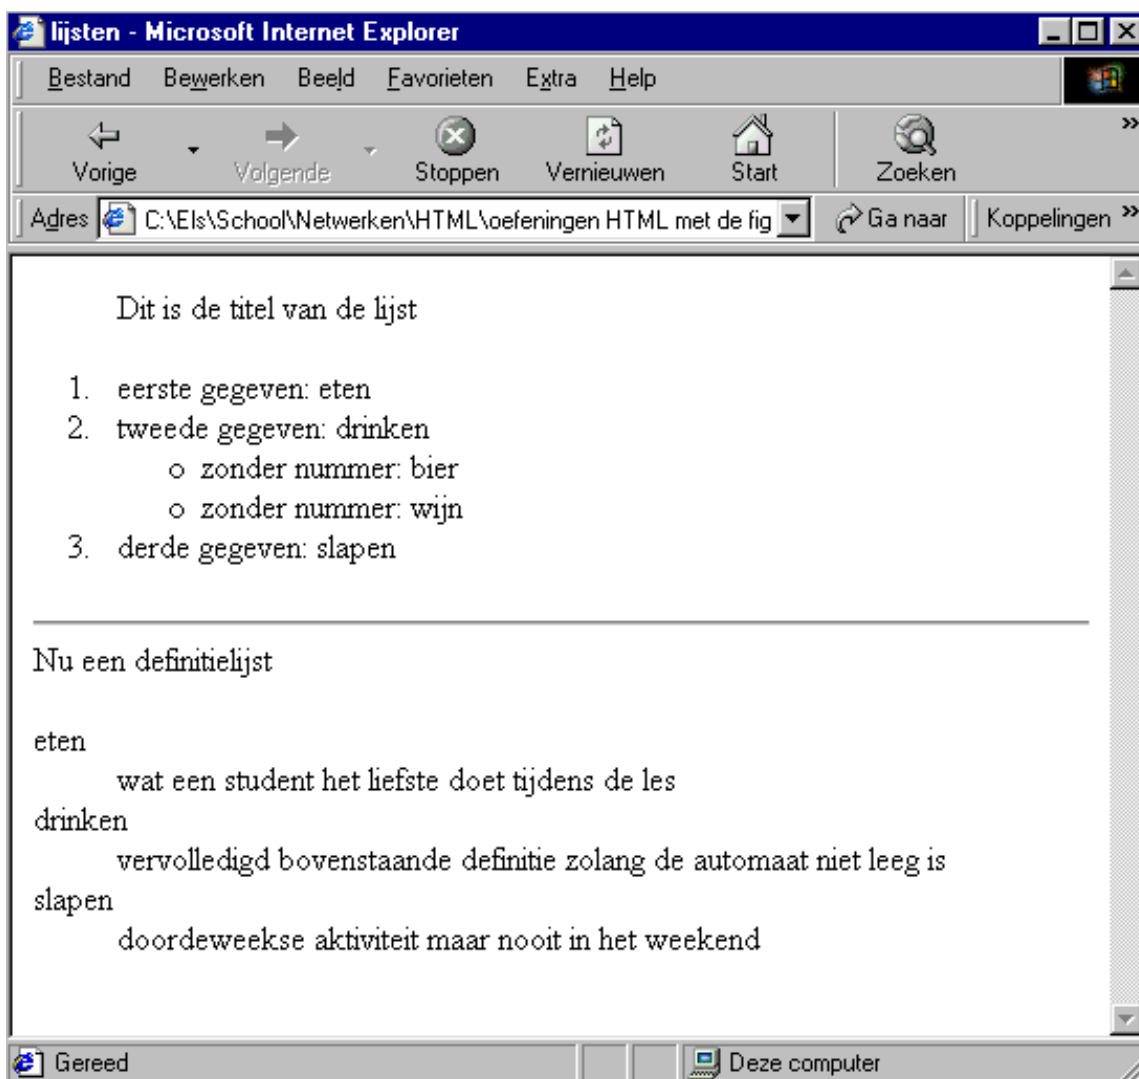 lijsten - Microsoft Internet Explorer
Bestand Bewerken Beeld Favorieten Extra Help
Vorige Volgende Stoppen Vernieuwen Start Zoeken »
Adres C:\Els\School\Netwerken\HTML\oefeningen HTML met de fig Ga naar Koppelingen »
Dit is de titel van de lijst
1. eerste gegeven: eten
2. tweede gegeven: drinken
o zonder nummer: bier
o zonder nummer: wijn
3. derde gegeven: slapen
Nu een definitielijst
eten
wat een student het liefste doet tijdens de les
drinken
vervolledigd bovenstaande definitie zolang de automaat niet leeg is
slapen
doordeweekse aktiviteit maar nooit in het weekend
Gereed Deze computer